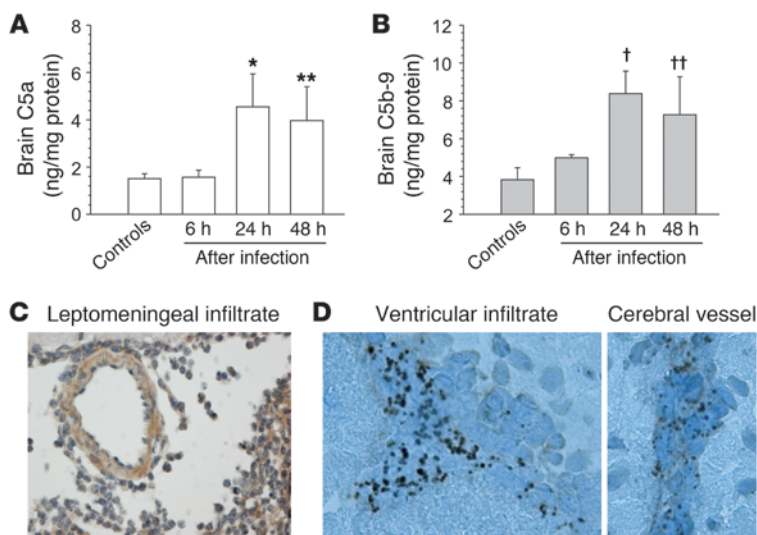 A
Brain C5a
(ng/mg protein)
8
6
4
2
0
*
**
Controls
6 h
24 h
48 h
After infection
B
Brain C5b-9
(ng/mg protein)
12
10
8
6
4
2
†
††
Controls
6 h
24 h
48 h
After infection
C
Leptomeningeal infiltrate
D
Ventricular infiltrate
Cerebral vessel